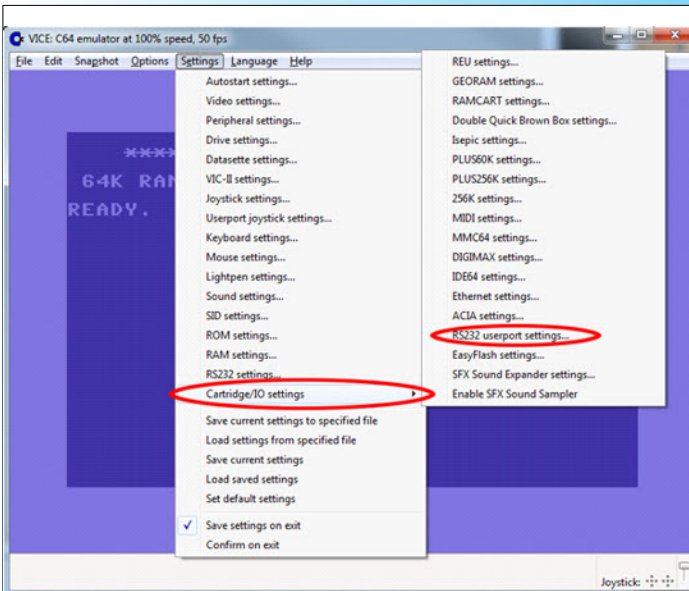 VICE: C64 emulator at 100% speed, 50 fps
File Edit Snapshot Options Settings Language Help
****
64K RAM
READY.
Autostart settings...
Video settings...
Peripheral settings...
Drive settings...
Datasette settings...
VIC-II settings...
Joystick settings...
Userport joystick settings...
Keyboard settings...
Mouse settings...
Lightpen settings...
Sound settings...
SID settings...
ROM settings...
RAM settings...
RS232 settings...
Cartridge/IO settings
Save current settings to specified file
Load settings from specified file
Save current settings
Load saved settings
Set default settings
Save settings on exit
Confirm on exit
REU settings...
GEORAM settings...
RAMCART settings...
Double Quick Brown Box settings...
Isepic settings...
PLUS60K settings...
PLUS256K settings...
256K settings...
MIDI settings...
MMC64 settings...
DIGIMAX settings...
IDE64 settings...
Ethernet settings...
ACIA settings...
RS232 userport settings...
EasyFlash settings...
SFX Sound Expander settings...
Enable SFX Sound Sampler
Joystick: